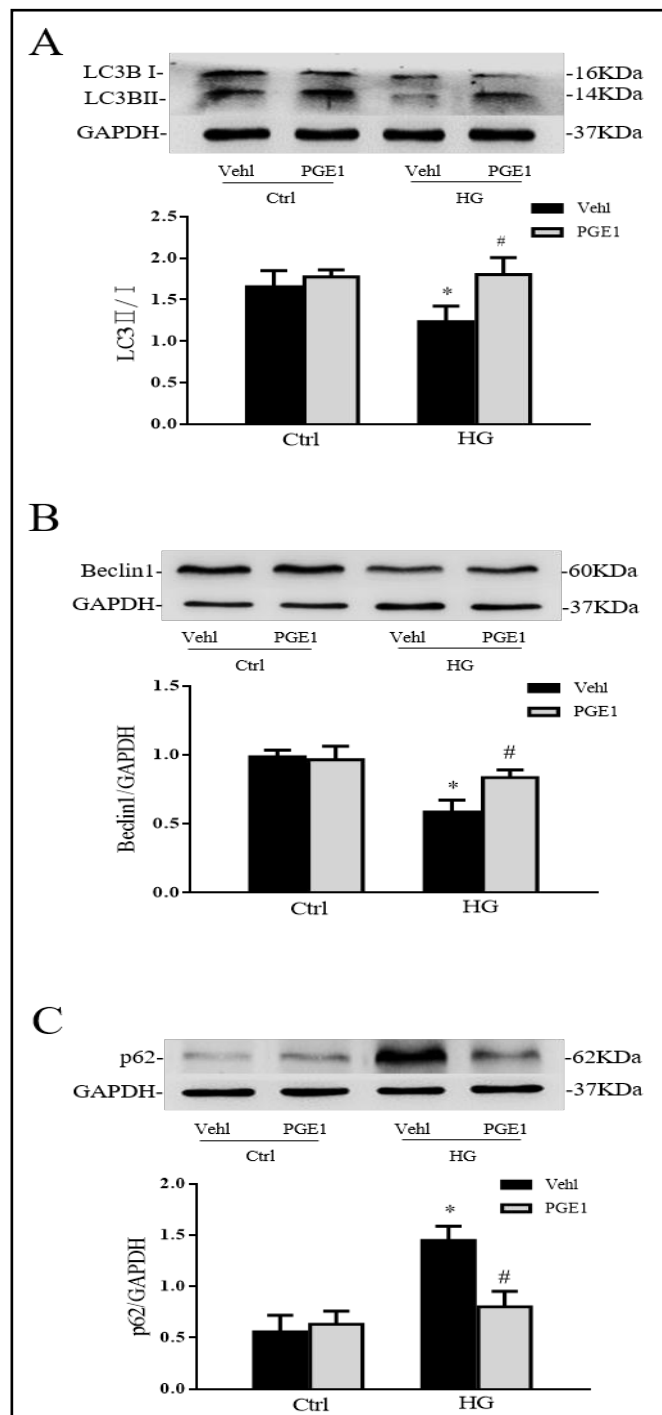 A
LC3B I- -16KDa
LC3BII- -14KDa
GAPDH- -37KDa
Vehl PGE1 Vehl PGE1
Ctrl HG
Vehl
PGE1
2.5
2.0
1.5
1.0
0.5
0.0
LC3Ⅱ/Ⅰ
* #
Ctrl HG
B
Beclin1- -60KDa
GAPDH- -37KDa
Vehl PGE1 Vehl PGE1
Ctrl HG
Vehl
PGE1
1.5
1.0
0.5
0.0
Beclin1/GAPDH
* #
Ctrl HG
C
p62- -62KDa
GAPDH- -37KDa
Vehl PGE1 Vehl PGE1
Ctrl HG
Vehl
PGE1
2.0
1.5
1.0
0.5
0.0
p62/GAPDH
* #
Ctrl HG